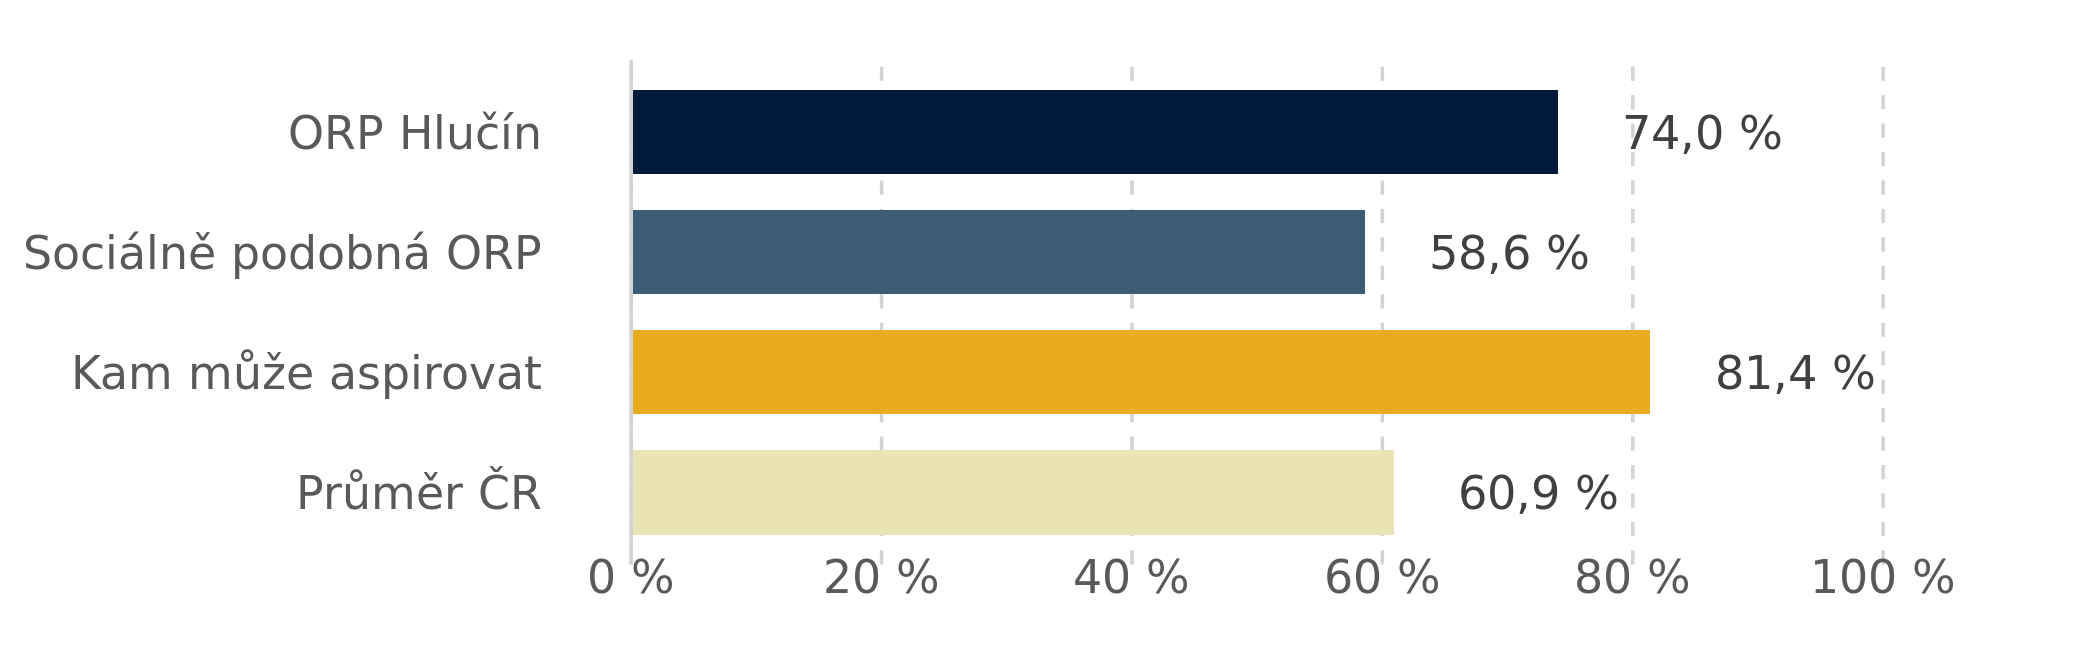 ORP Hlučín 74,0 %
Sociálně podobná ORP 58,6 %
Kam může aspirovat 81,4 %
Průměr ČR 60,9 %
0 % 20 % 40 % 60 % 80 % 100 %